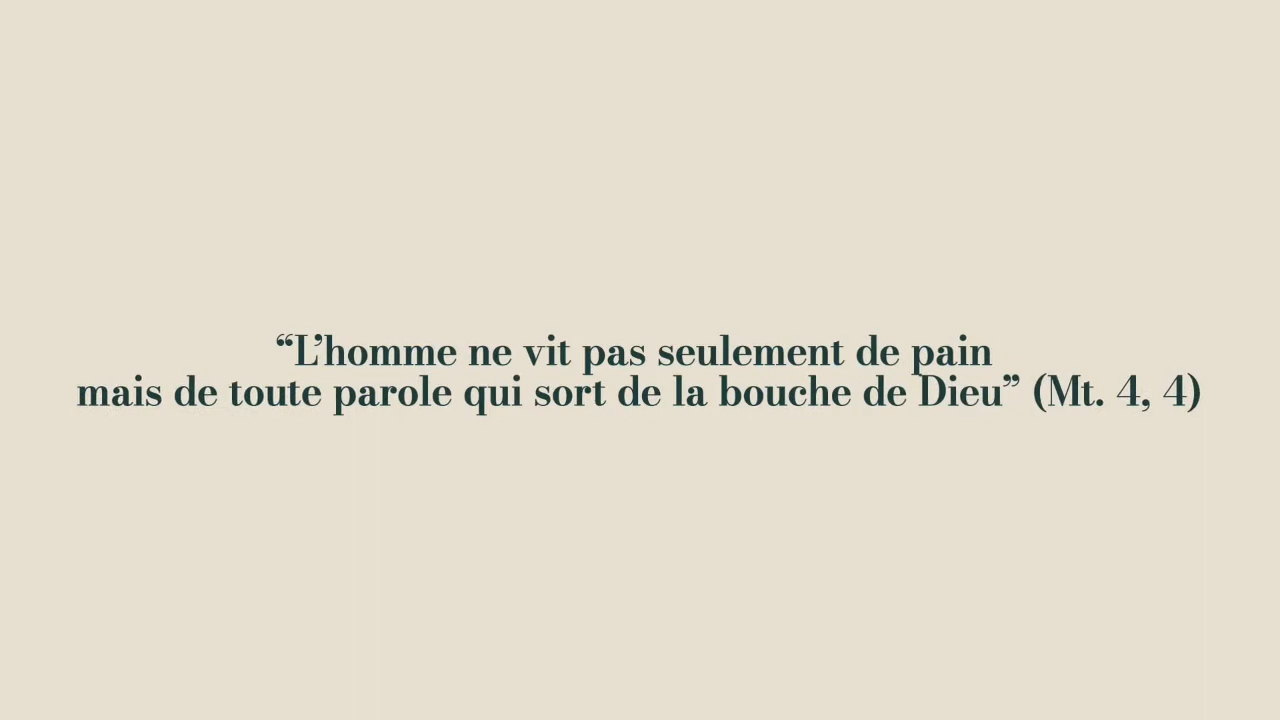 “L’homme ne vit pas seulement de pain
mais de toute parole qui sort de la bouche de Dieu” (Mt. 4, 4)